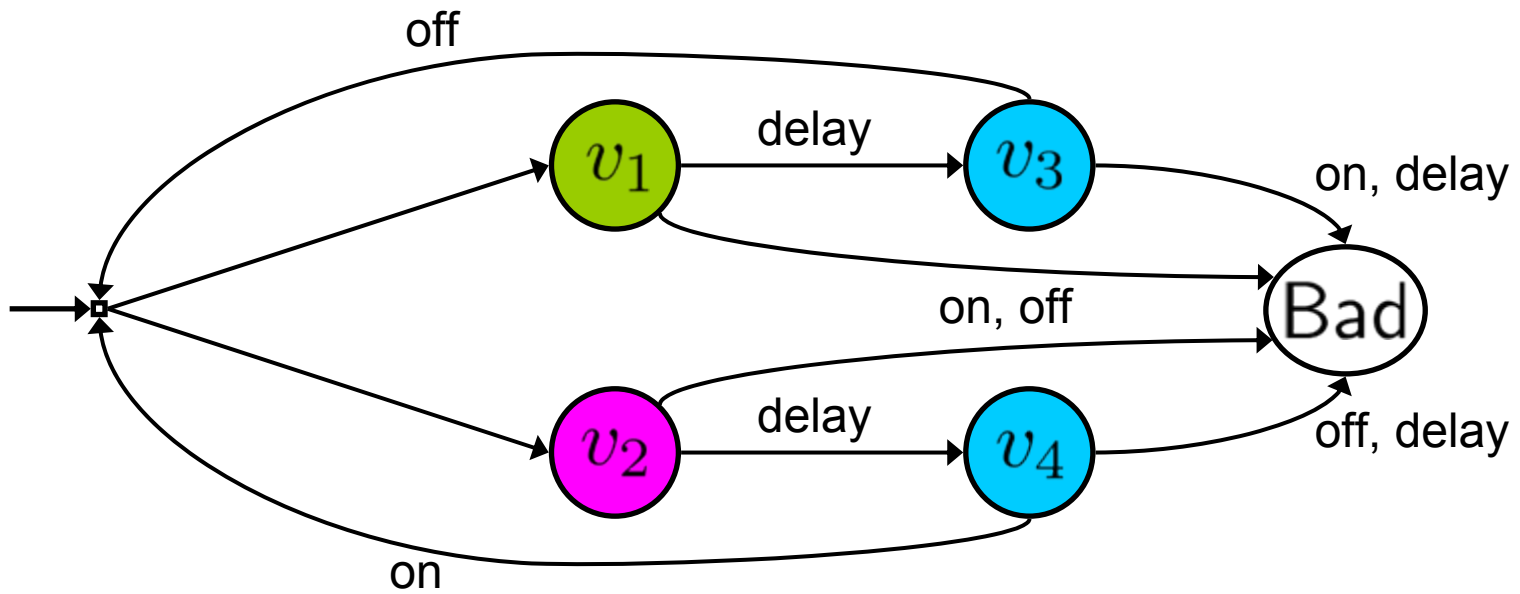 off
delay
v₁
v₃
on, delay
on, off
Bad
delay
v₂
v₄
off, delay
on